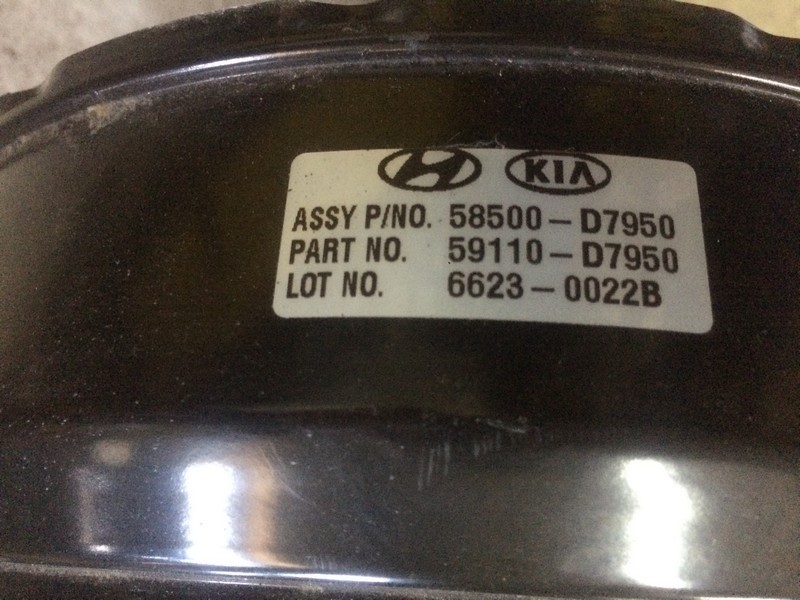 KIA
ASSY P/NO. 58500-D7950
PART NO. 59110-D7950
LOT NO. 6623-0022B